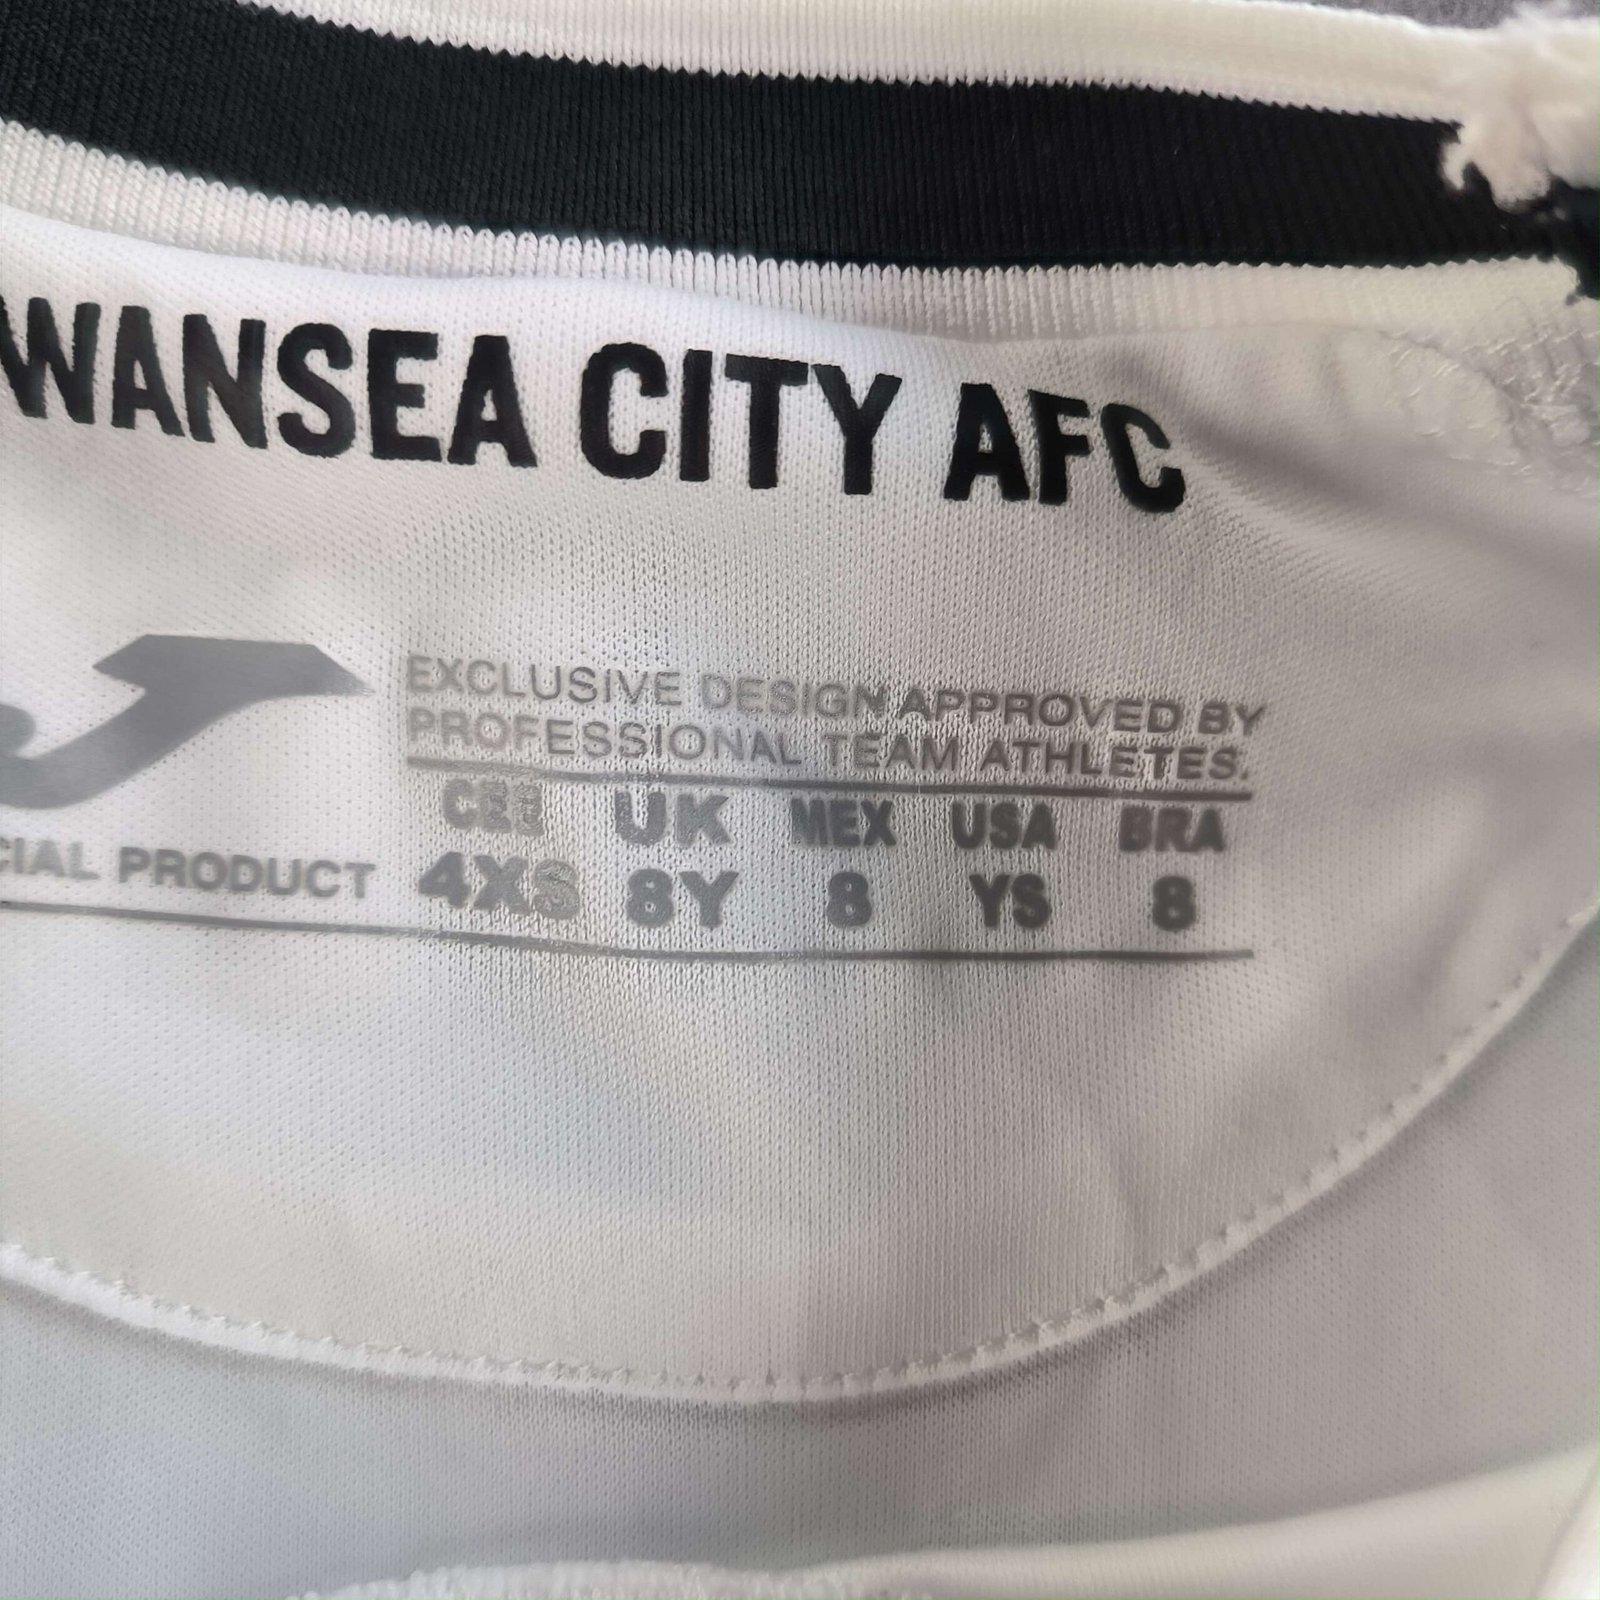 WANSEA CITY AFC
EXCLUSIVE DESIGN APPROVED BY
PROFESSIONAL TEAM ATHLETES.
CEE UK MEX USA BRA
4XS 8Y 8 YS 8
CIAL PRODUCT